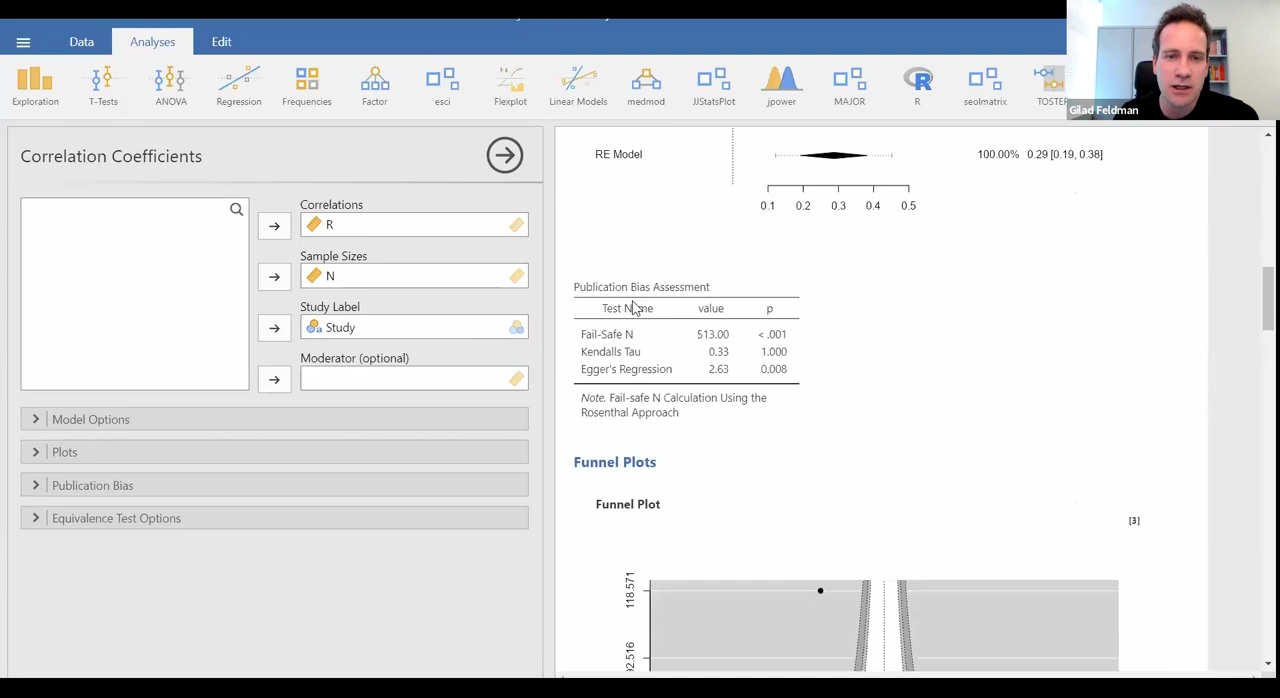 Data Analyses Edit
Exploration T-Tests ANOVA Regression Frequencies Factor esci Flexplot Linear Models medmod JJStatsPlot jpower MAJOR R seolmatrix TOSTER
Gilad Feldman
Correlation Coefficients
Correlations
R
Sample Sizes
N
Study Label
Study
Moderator (optional)
Model Options
Plots
Publication Bias
Equivalence Test Options
RE Model 100.00% 0.29 [0.19, 0.38]
0.1 0.2 0.3 0.4 0.5
Publication Bias Assessment
Test Name value p
Fail-Safe N 513.00 < .001
Kendalls Tau 0.33 1.000
Egger's Regression 2.63 0.008
Note. Fail-safe N Calculation Using the
Rosenthal Approach
Funnel Plots
Funnel Plot
[3]
118.571